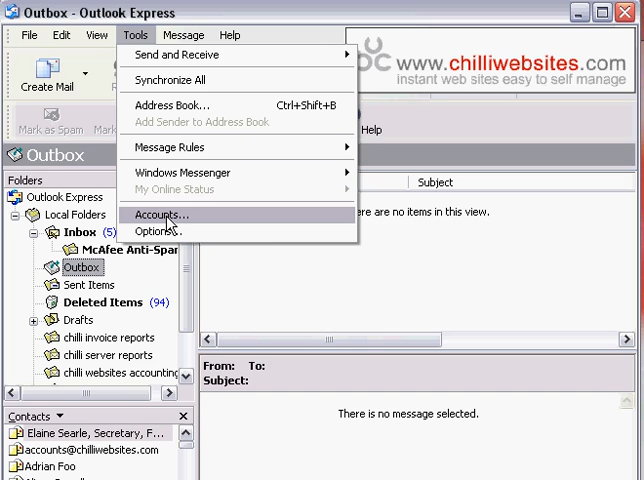 Outbox - Outlook Express
File Edit View Tools Message Help
www.chilliwebsites.com
instant web sites easy to self manage
Send and Receive
Synchronize All
Address Book... Ctrl+Shift+B
Add Sender to Address Book
Message Rules
Windows Messenger
My Online Status
Accounts...
Options...
Create Mail
Mark as Spam Mark
Help
Outbox
Folders
Outlook Express
Local Folders
Inbox (5)
McAfee Anti-Spar
Outbox
Sent Items
Deleted Items (94)
Drafts
chilli invoice reports
chilli server reports
chilli websites accounting
Subject
ere are no items in this view.
From: To:
Subject:
There is no message selected.
Contacts
Elaine Searle, Secretary, F...
accounts@chilliwebsites.com
Adrian Foo